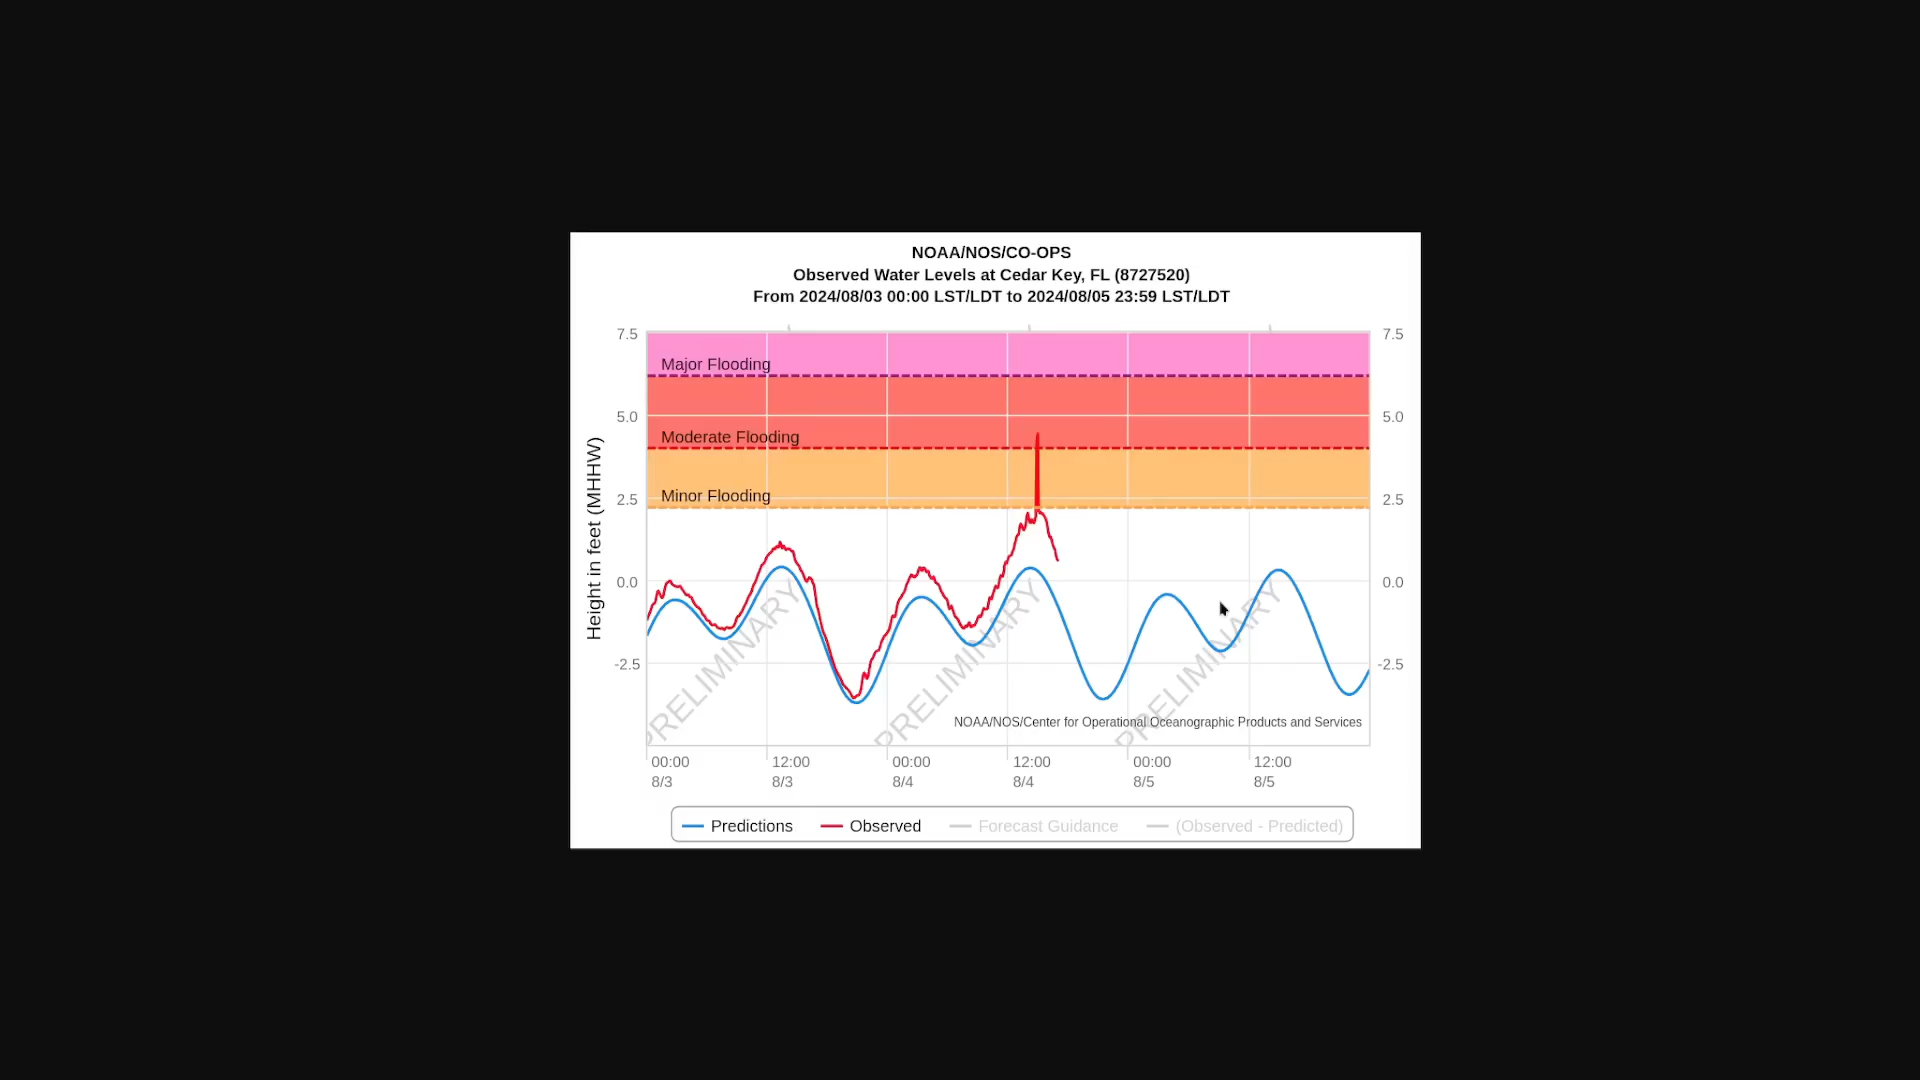 NOAA/NOS/CO-OPS
Observed Water Levels at Cedar Key, FL (8727520)
From 2024/08/03 00:00 LST/LDT to 2024/08/05 23:59 LST/LDT
7.5 7.5
Major Flooding
5.0 5.0
Moderate Flooding
Minor Flooding
2.5 2.5
Height in feet (MHHW)
0.0 0.0
PRELIMINARY PRELIMINARY PRELIMINARY
-2.5 -2.5
NOAA/NOS/Center for Operational Oceanographic Products and Services
00:00 12:00 00:00 12:00 00:00 12:00
8/3 8/3 8/4 8/4 8/5 8/5
Predictions Observed Forecast Guidance (Observed - Predicted)